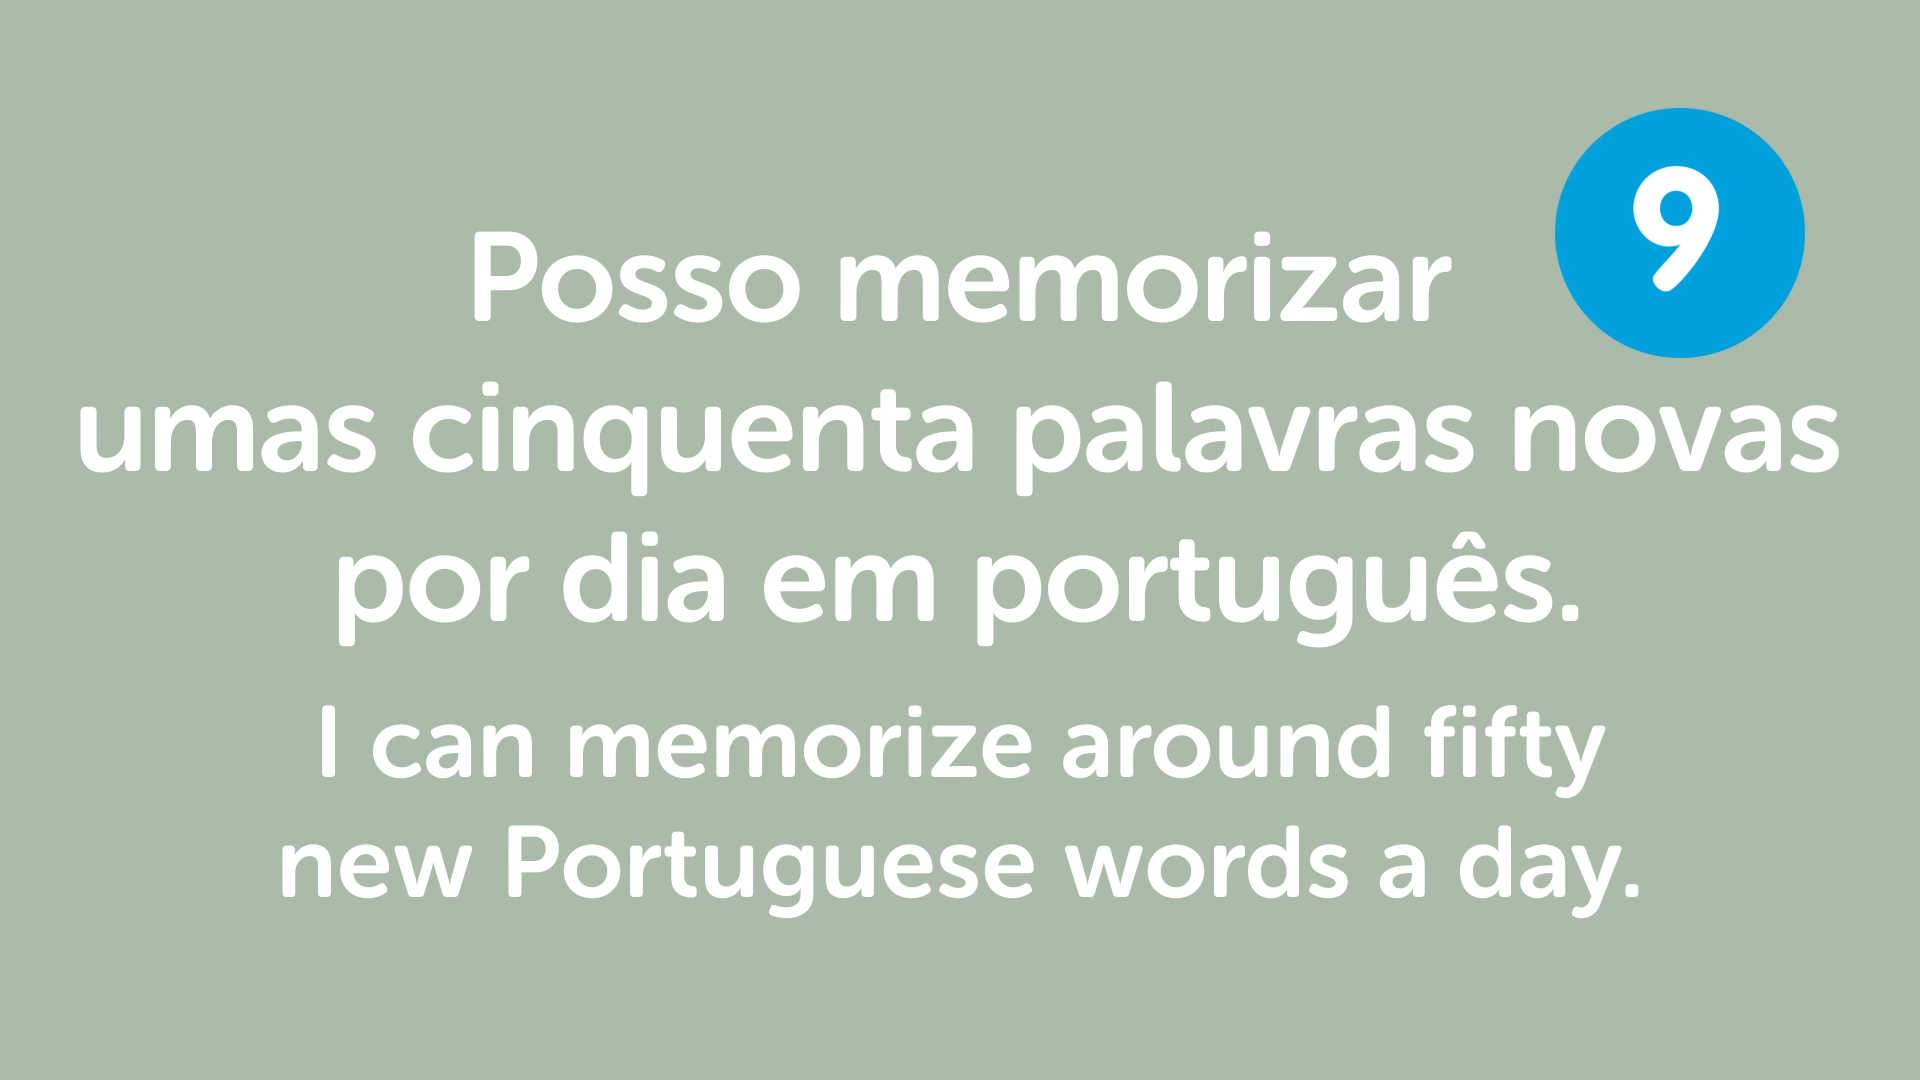 9
Posso memorizar
umas cinquenta palavras novas
por dia em português.
I can memorize around fifty
new Portuguese words a day.